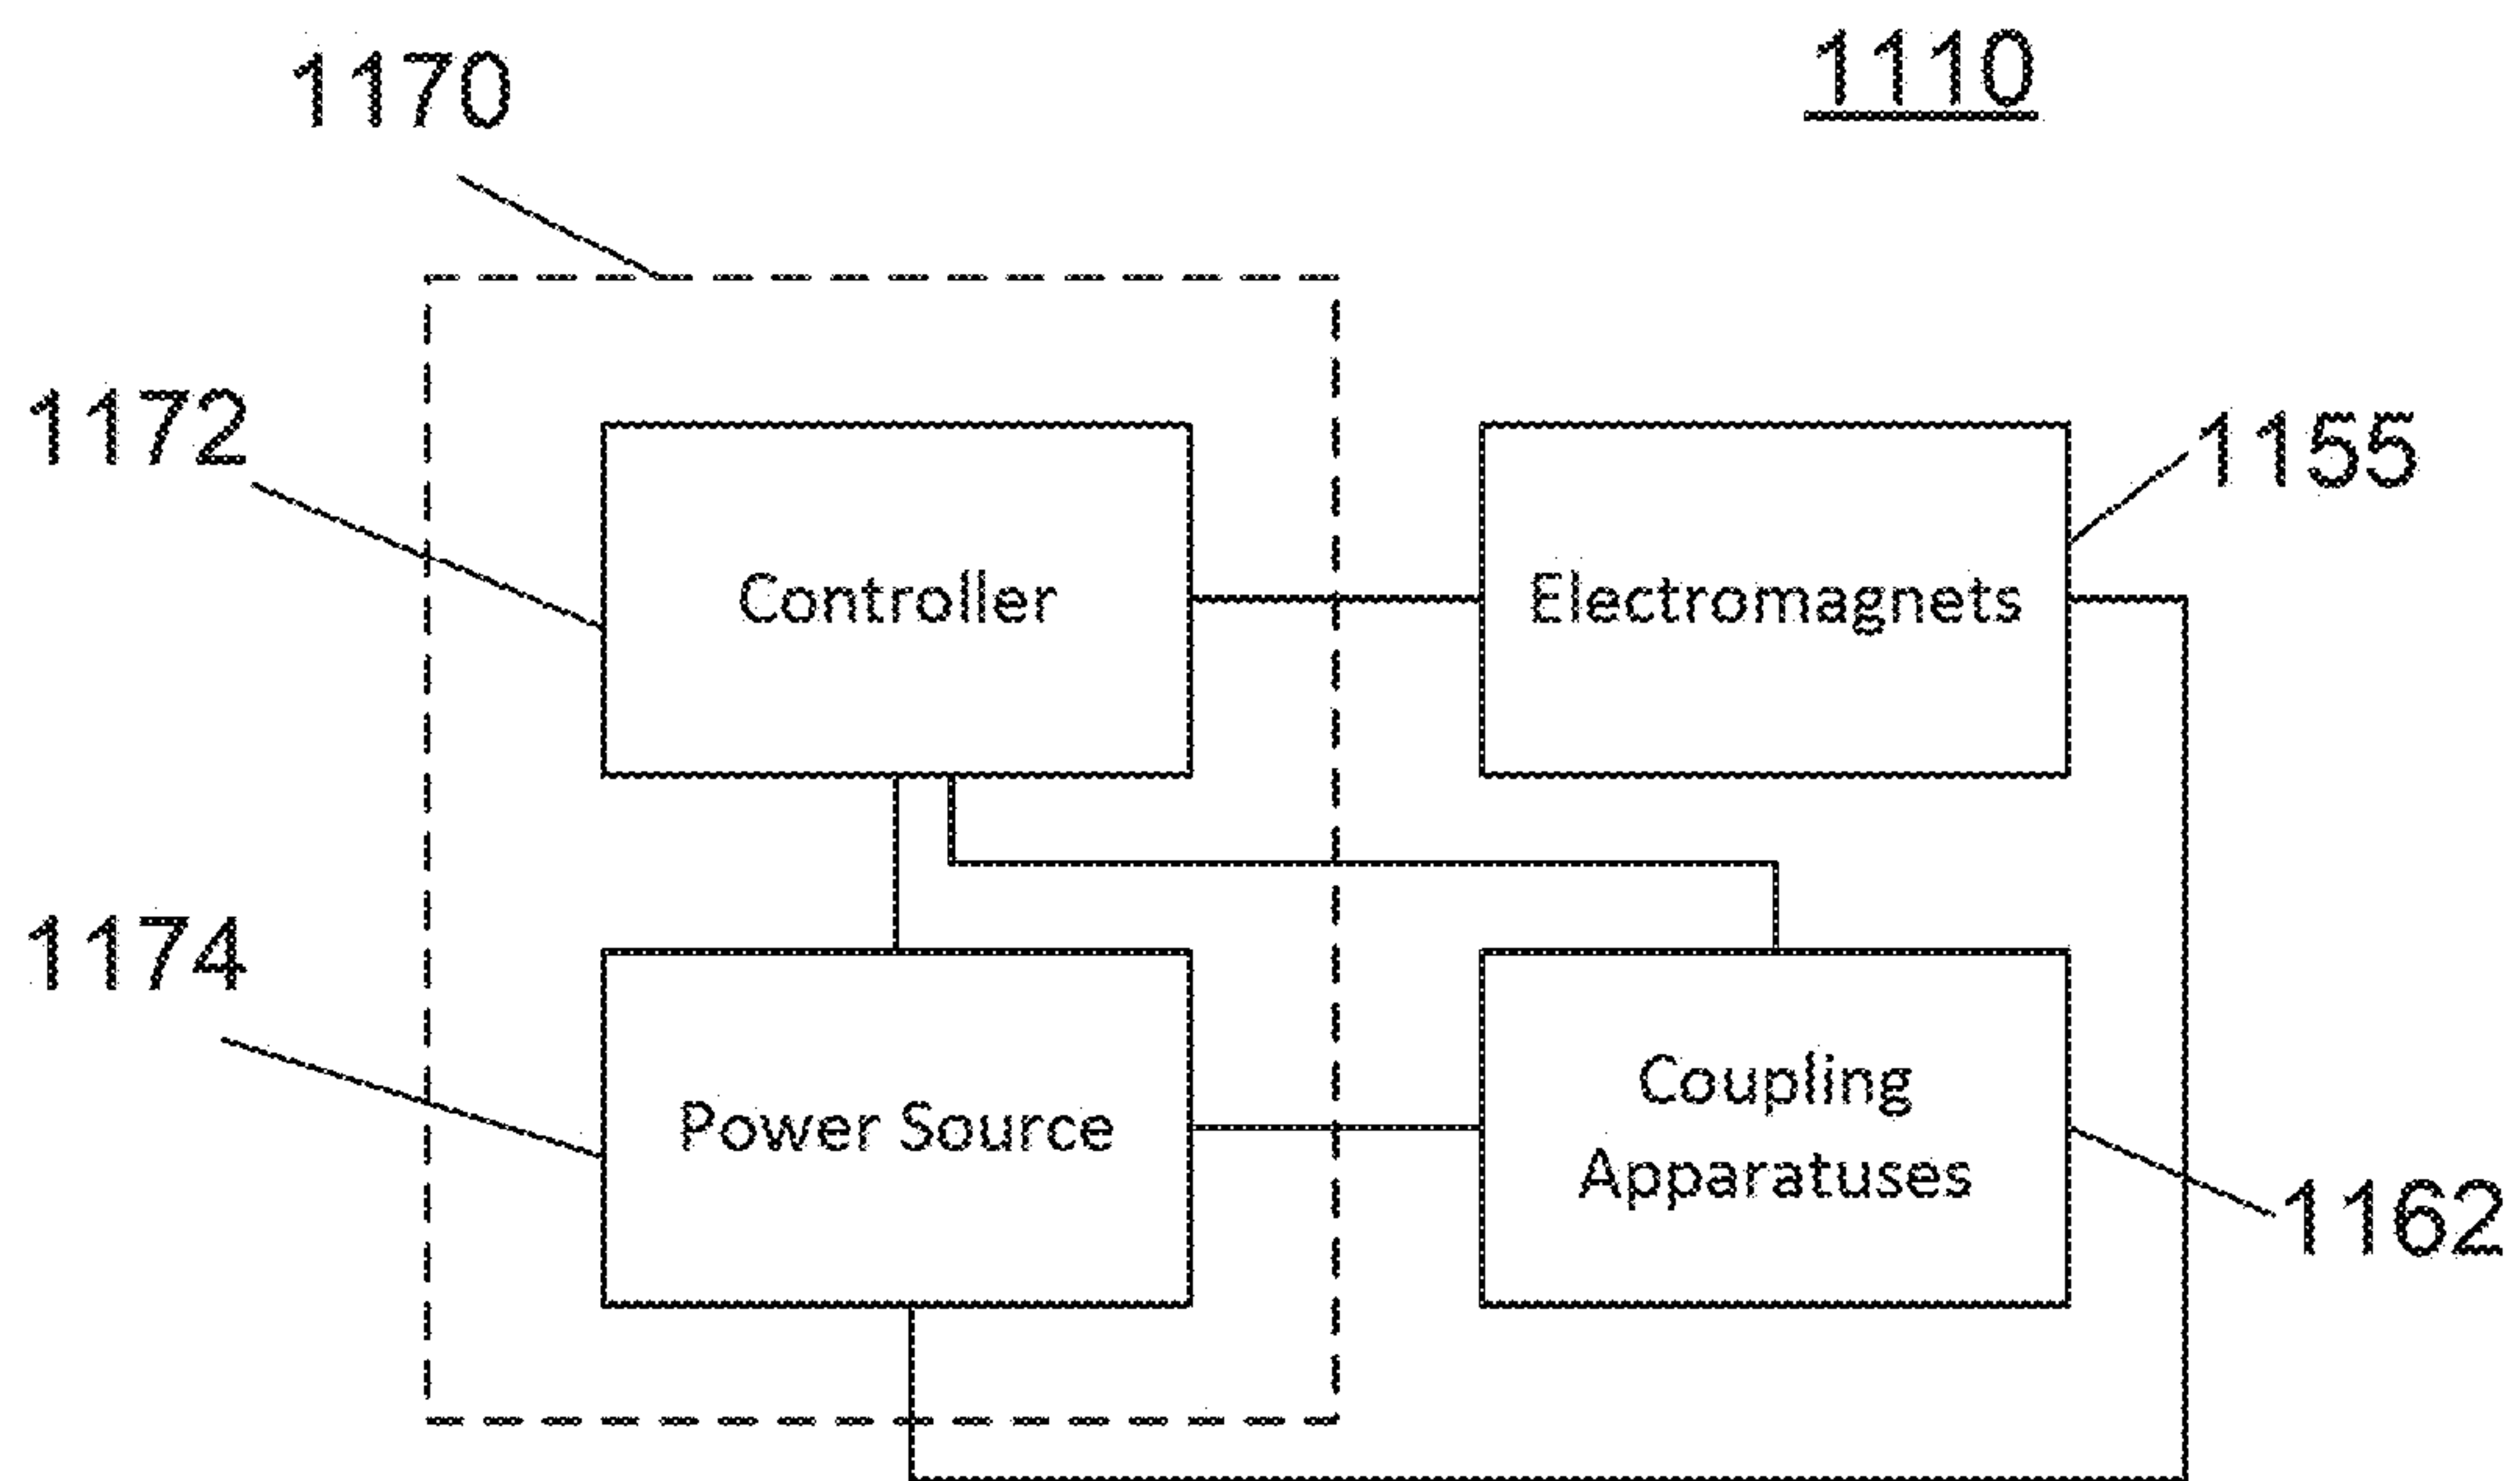 1170
1110
1172
1155
Controller
Electromagnets
1174
Power Source
Coupling
Apparatuses
1162